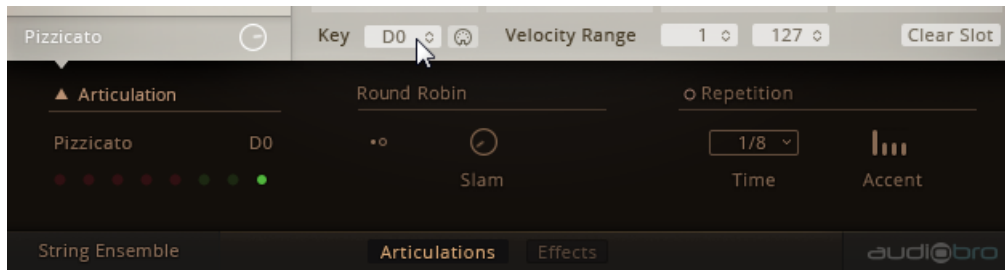 Pizzicato Key D0 Velocity Range 1 127 Clear Slot
Articulation Round Robin Repetition
Pizzicato D0 1/8
Slam Time Accent
String Ensemble Articulations Effects audiobro